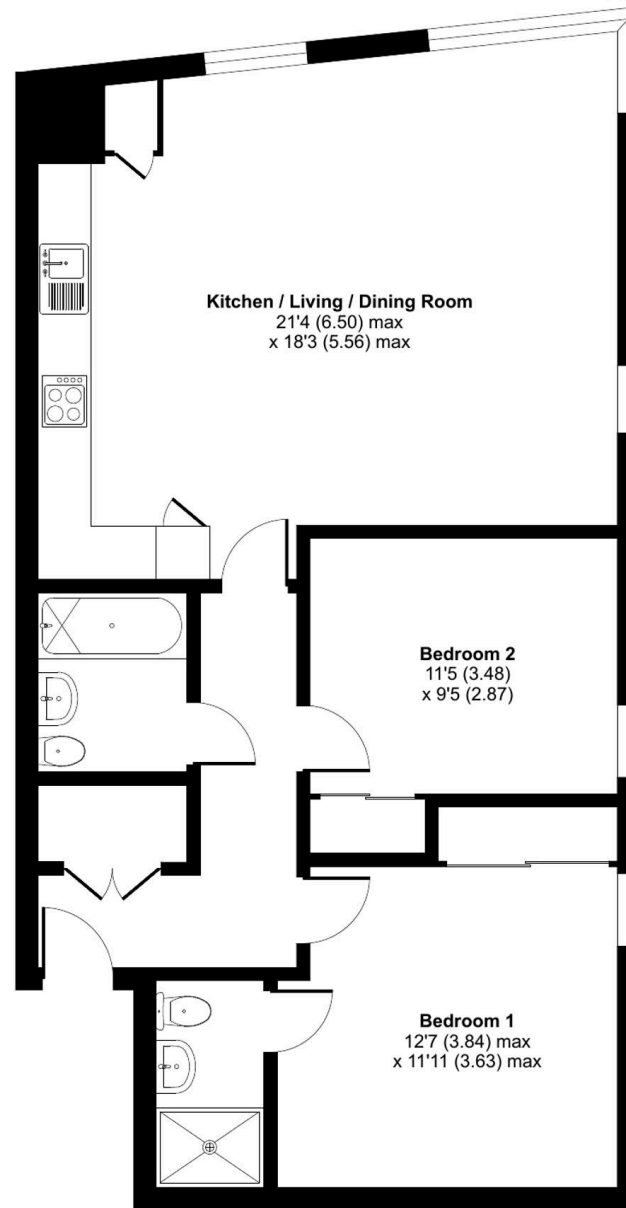 Kitchen / Living / Dining Room
21'4 (6.50) max
x 18'3 (5.56) max
Bedroom 2
11'5 (3.48)
x 9'5 (2.87)
Bedroom 1
12'7 (3.84) max
x 11'11 (3.63) max